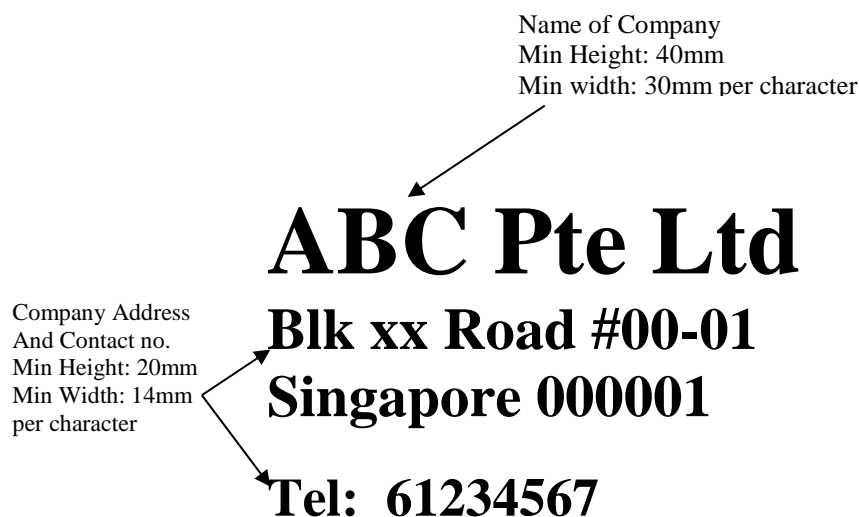 Name of Company
Min Height: 40mm
Min width: 30mm per character
ABC Pte Ltd
Company Address
And Contact no.
Min Height: 20mm
Min Width: 14mm
per character
Blk xx Road #00-01
Singapore 000001
Tel: 61234567